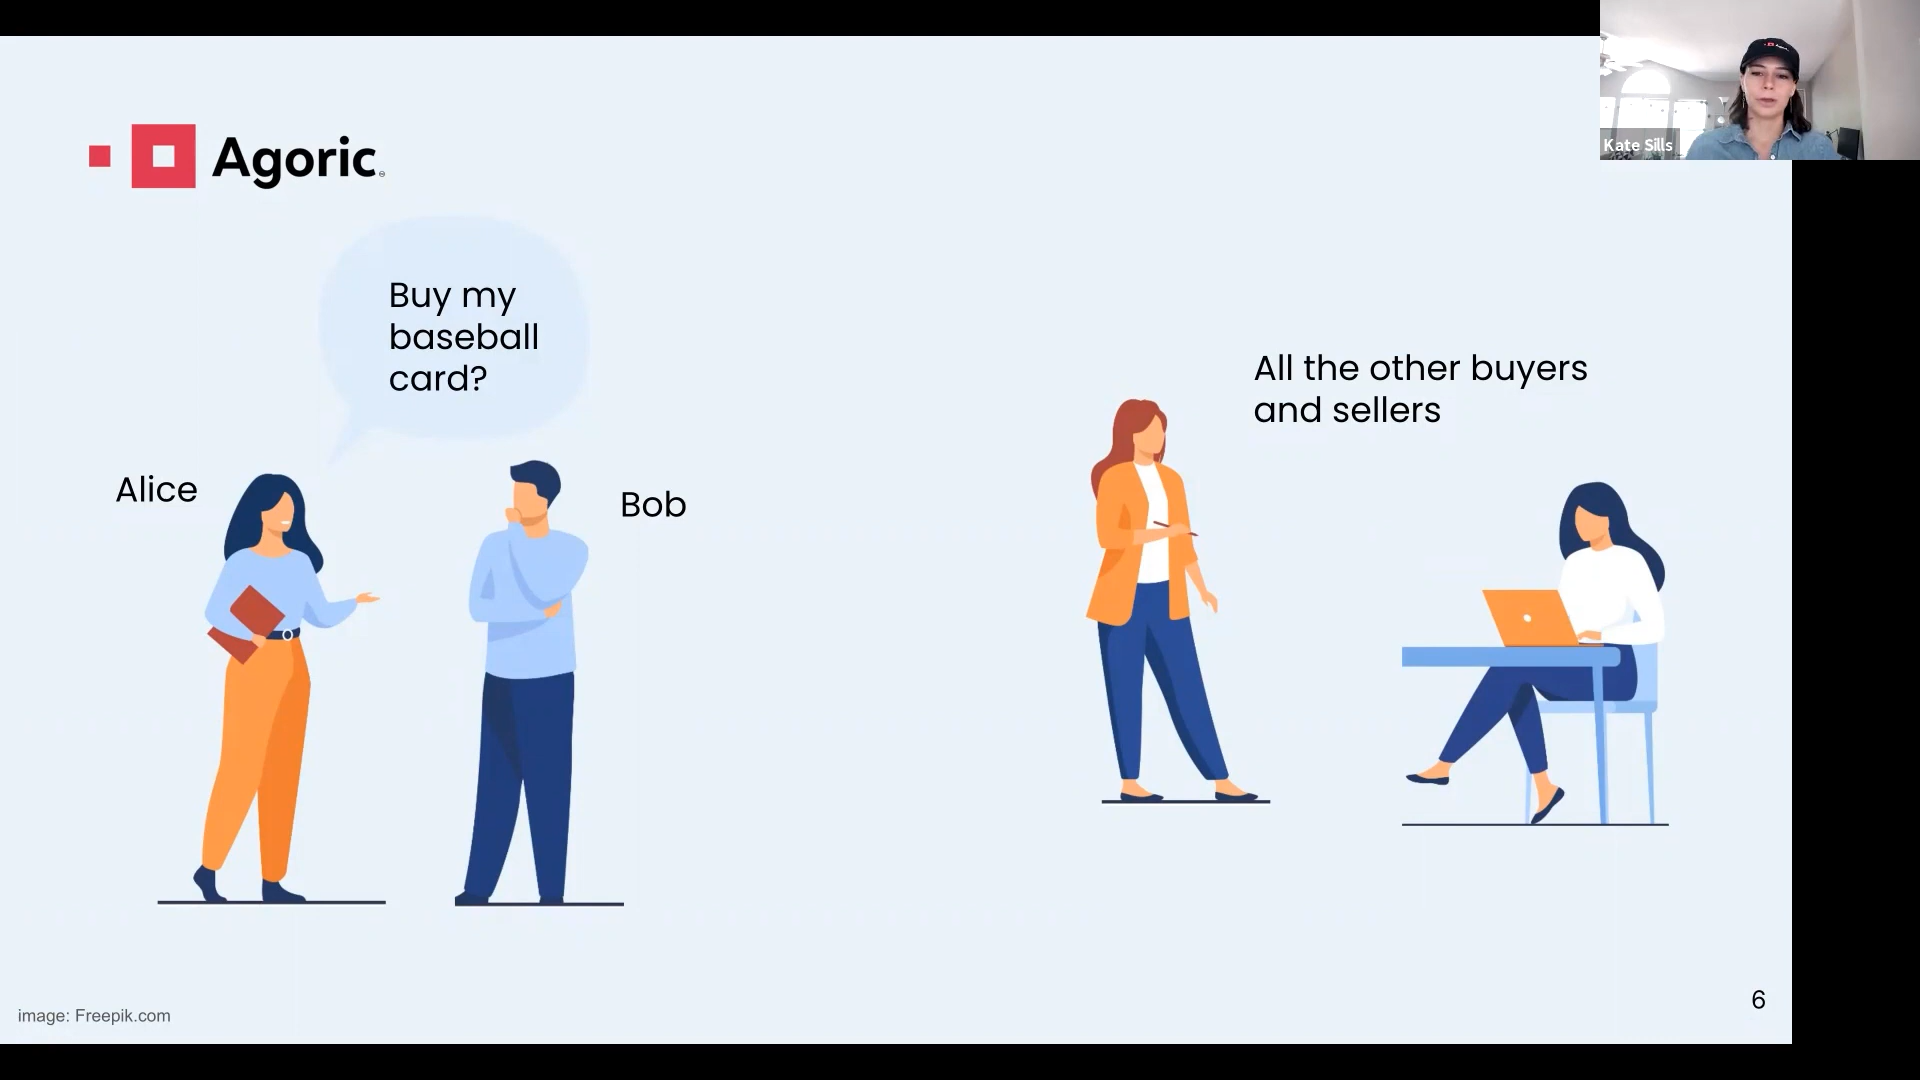 Kate Sills
Agoric
Buy my
baseball
card?
All the other buyers
and sellers
Alice
Bob
6
image: Freepik.com